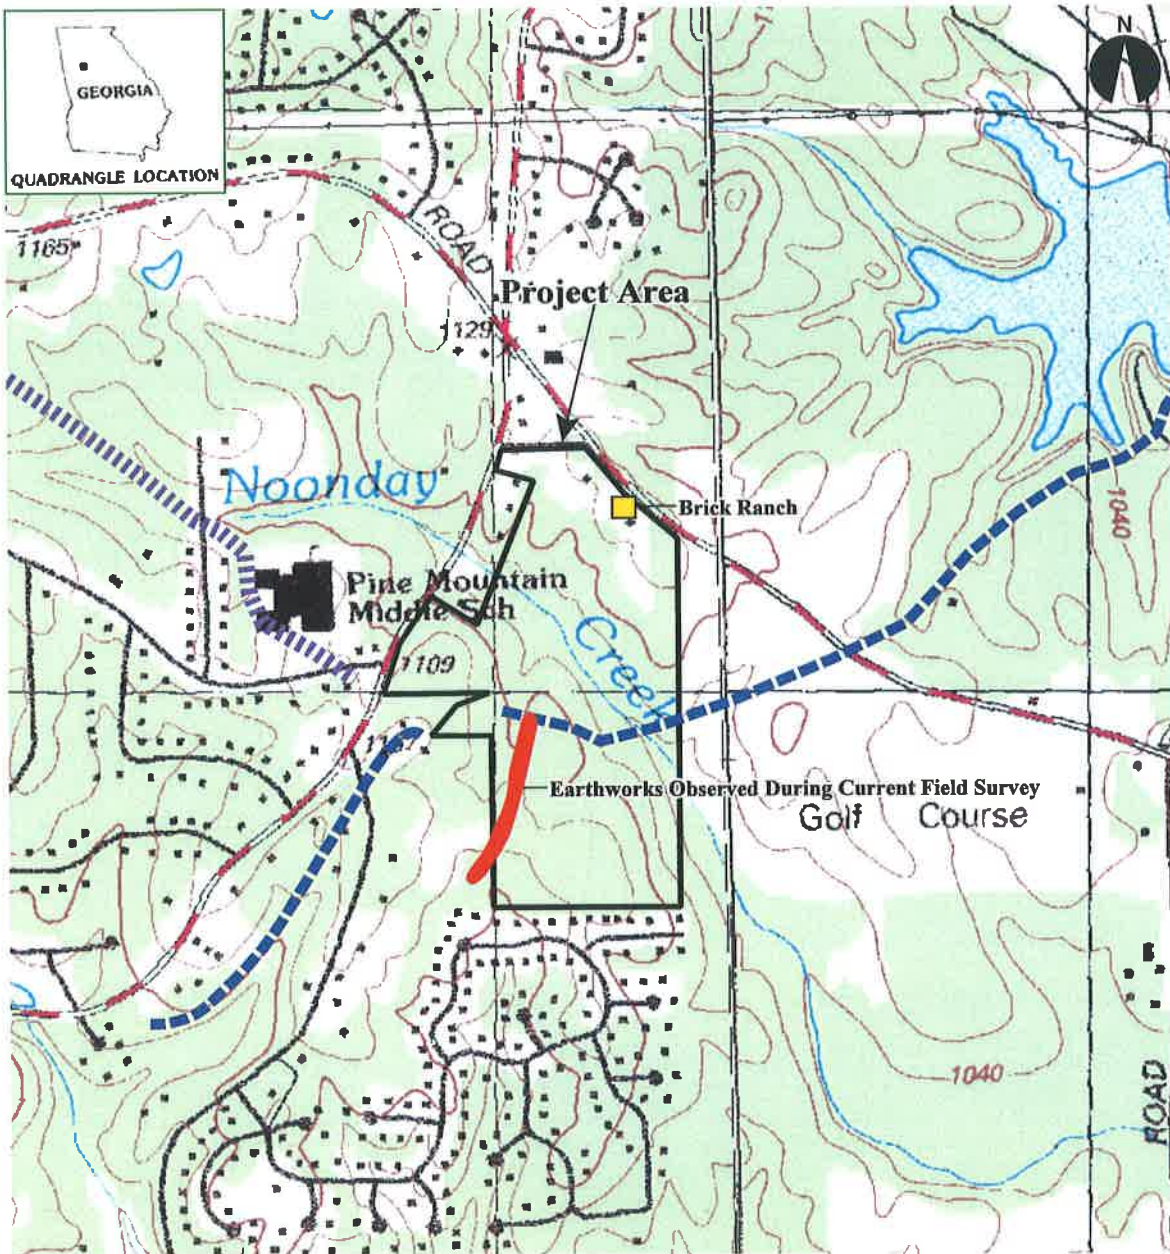 N
GEORGIA
QUADRANGLE LOCATION
ROAD
1165
Project Area
1129
Noonday
Brick Ranch
1040
Pine Mountain
Middle Sch
Creek
1109
Earthworks Observed During Current Field Survey
Golf Course
1040
ROAD